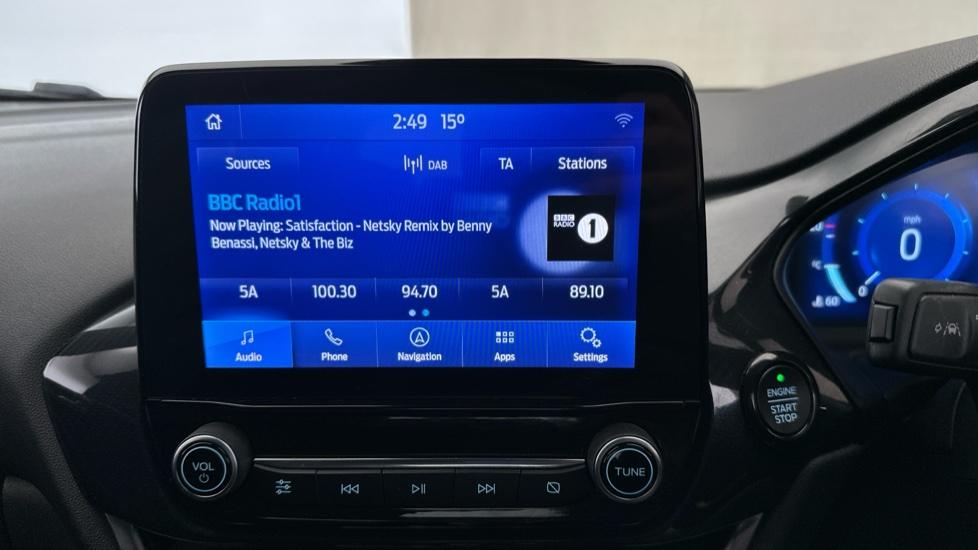 2:49 15°
Sources DAB TA Stations
BBC Radio1
Now Playing: Satisfaction - Netsky Remix by Benny
Benassi, Netsky & The Biz
BBC
RADIO 1
5A 100.30 94.70 5A 89.10
Audio Phone Navigation Apps Settings
VOL
TUNE
ENGINE
START
STOP
mph
0
0
°C
60